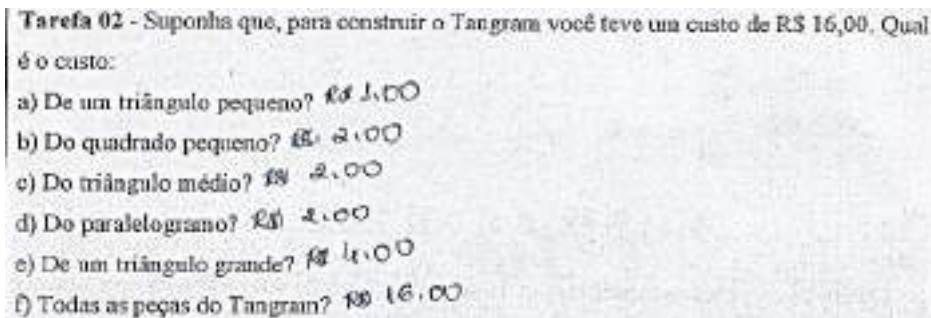 Tarefa 02 - Suponha que, para construir o Tangram você teve um custo de R$ 16,00. Qual
é o custo:
a) De um triângulo pequeno? R$ 1,00
b) Do quadrado pequeno? R$ 2,00
c) Do triângulo médio? R$ 2,00
d) Do paralelogramo? R$ 2,00
e) De um triângulo grande? R$ 4,00
f) Todas as peças do Tangram? R$ 16,00